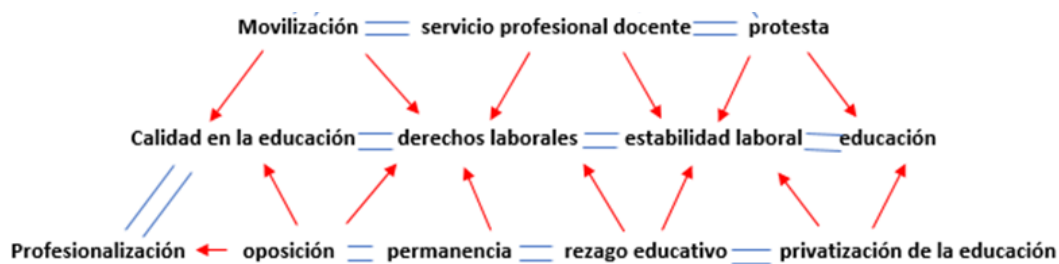 Movilización servicio profesional docente protesta
Calidad en la educación derechos laborales estabilidad laboral educación
Profesionalización oposición permanencia rezago educativo privatización de la educación